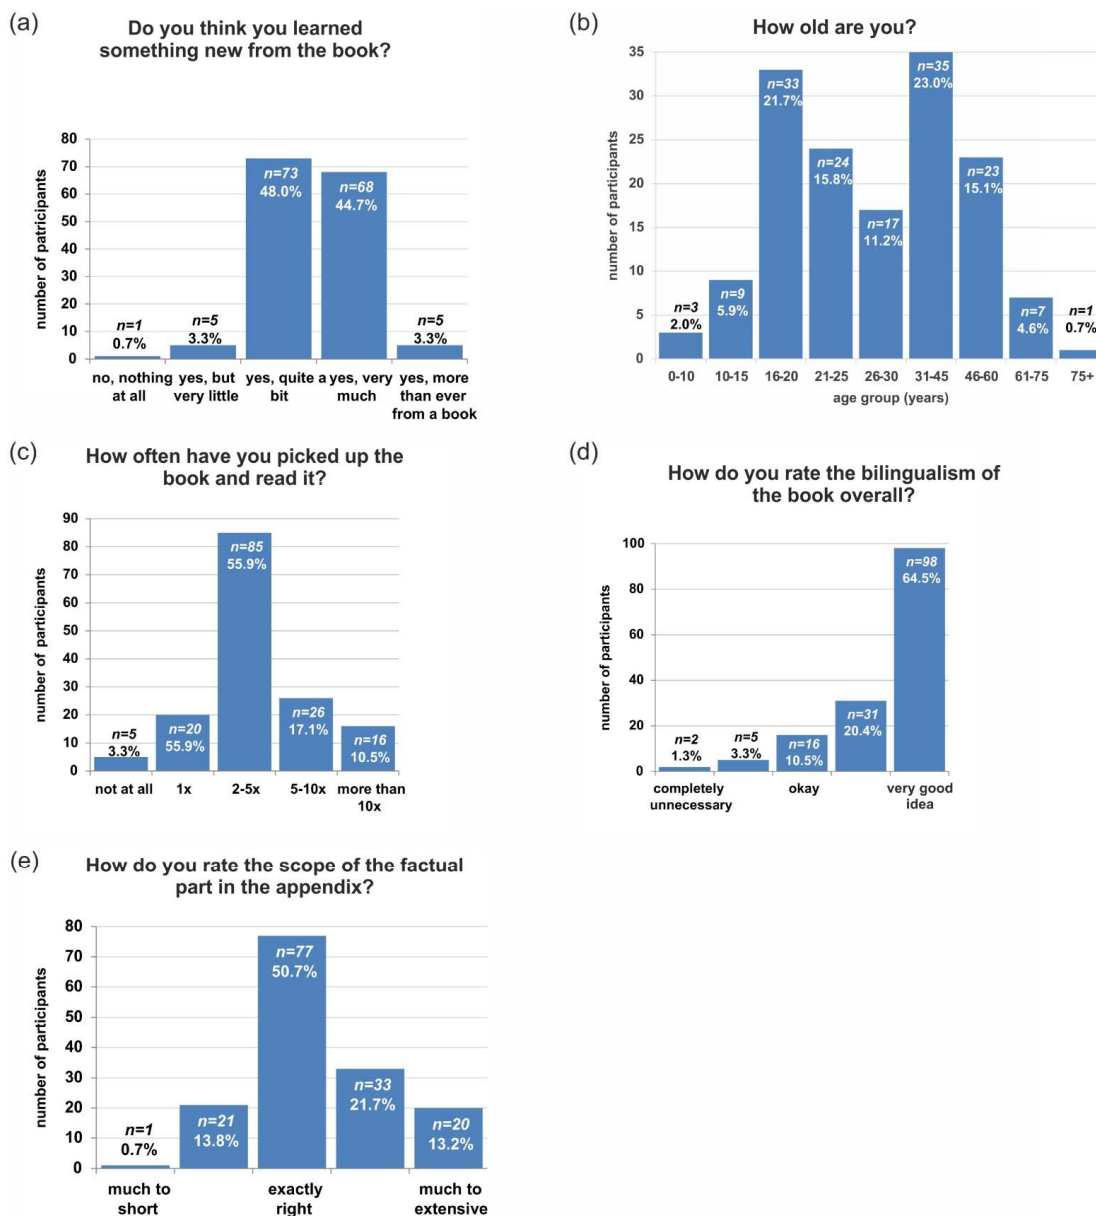 (a)
Do you think you learned
something new from the book?
number of patricipants
80
70
60
50
40
30
20
10
0
n=1
0.7%
n=5
3.3%
n=73
48.0%
n=68
44.7%
n=5
3.3%
no, nothing
at all
yes, but
very little
yes, quite a
bit
yes, very
much
yes, more
than ever
from a book
(b)
How old are you?
number of participants
35
30
25
20
15
10
5
0
n=3
2.0%
n=9
5.9%
n=33
21.7%
n=24
15.8%
n=17
11.2%
n=35
23.0%
n=23
15.1%
n=7
4.6%
n=1
0.7%
0-10
10-15
16-20
21-25
26-30
31-45
46-60
61-75
75+
age group (years)
(c)
How often have you picked up the
book and read it?
number of participants
90
80
70
60
50
40
30
20
10
0
n=5
3.3%
n=20
55.9%
n=85
55.9%
n=26
17.1%
n=16
10.5%
not at all
1x
2-5x
5-10x
more than
10x
(d)
How do you rate the bilingualism of
the book overall?
number of participants
100
80
60
40
20
0
n=2
1.3%
n=5
3.3%
n=16
10.5%
n=31
20.4%
n=98
64.5%
completely
unnecessary
okay
very good
idea
(e)
How do you rate the scope of the factual
part in the appendix?
number of participants
80
70
60
50
40
30
20
10
0
n=1
0.7%
n=21
13.8%
n=77
50.7%
n=33
21.7%
n=20
13.2%
much to
short
exactly
right
much to
extensive